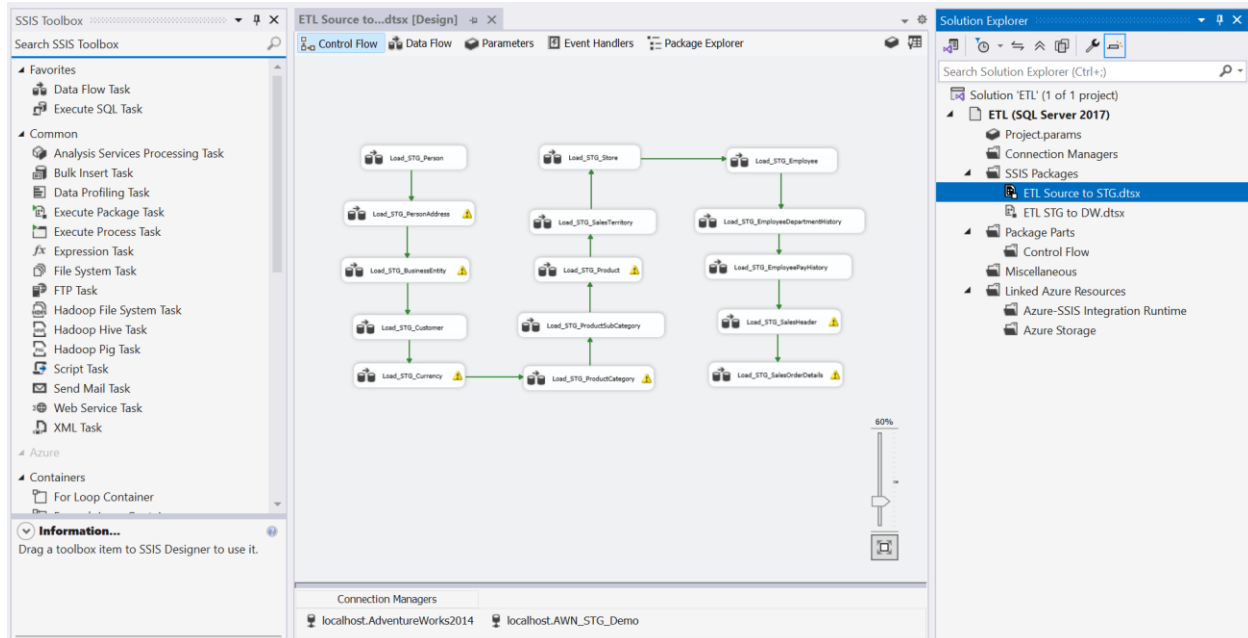 SSIS Toolbox
Search SSIS Toolbox
Favorites
Data Flow Task
Execute SQL Task
Common
Analysis Services Processing Task
Bulk Insert Task
Data Profiling Task
Execute Package Task
Execute Process Task
fx Expression Task
File System Task
FTP Task
Hadoop File System Task
Hadoop Hive Task
Hadoop Pig Task
Script Task
Send Mail Task
Web Service Task
XML Task
Azure
Containers
For Loop Container
Information...
Drag a toolbox item to SSIS Designer to use it.
ETL Source to...dtsx [Design]
Control Flow Data Flow Parameters Event Handlers Package Explorer
Load_STG_Person
Load_STG_PersonAddress
Load_STG_BusinessEntity
Load_STG_Customer
Load_STG_Currency
Load_STG_ProductCategory
Load_STG_ProductSubCategory
Load_STG_Product
Load_STG_SalesTerritory
Load_STG_Store
Load_STG_Employee
Load_STG_EmployeeDepartmentHistory
Load_STG_EmployeePayHistory
Load_STG_SalesHeader
Load_STG_SalesOrderDetails
60%
Connection Managers
localhost.AdventureWorks2014 localhost.AWN_STG_Demo
Solution Explorer
Search Solution Explorer (Ctrl+;)
Solution 'ETL' (1 of 1 project)
ETL (SQL Server 2017)
Project.params
Connection Managers
SSIS Packages
ETL Source to STG.dtsx
ETL STG to DW.dtsx
Package Parts
Control Flow
Miscellaneous
Linked Azure Resources
Azure-SSIS Integration Runtime
Azure Storage